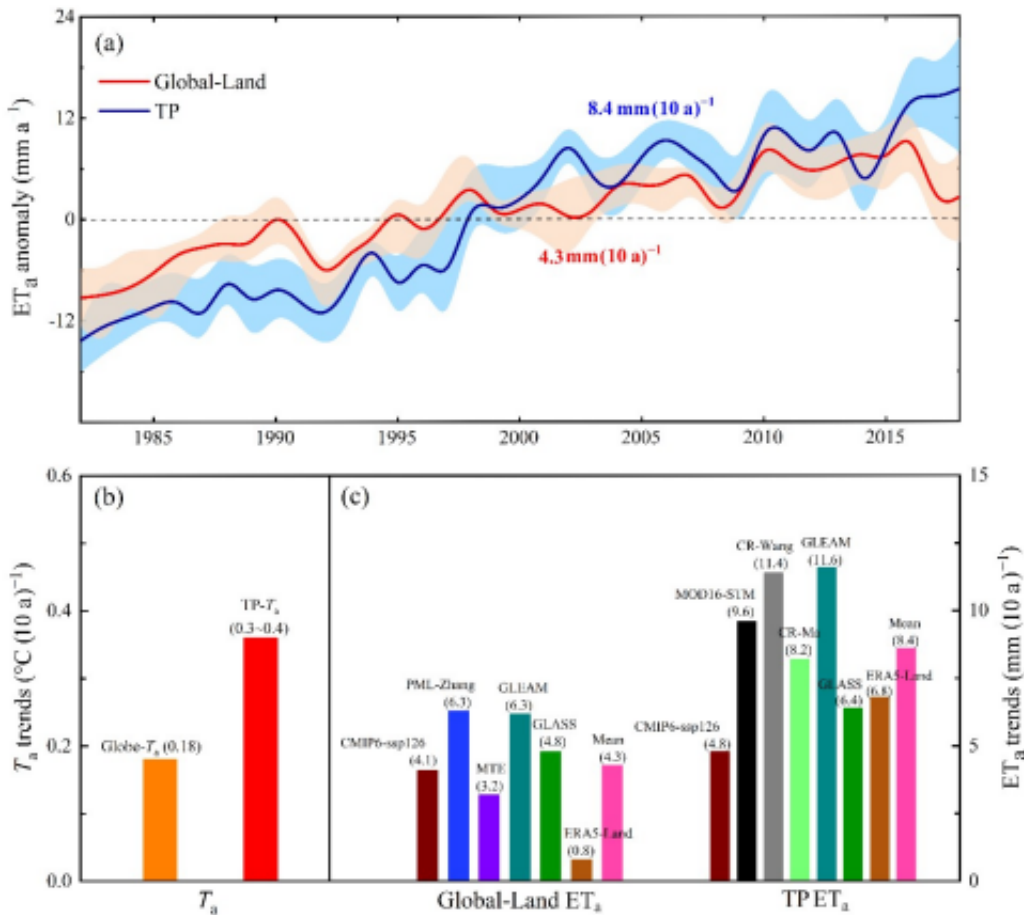 24
(a)
Global-Land
TP
12
0
-12
ETa anomaly (mm a⁻¹)
8.4 mm (10 a)⁻¹
4.3 mm (10 a)⁻¹
1985 1990 1995 2000 2005 2010 2015
0.6
0.4
0.2
0.0
Ta trends (℃ (10 a)⁻¹)
(b)
TP-Ta
(0.3~0.4)
Globe-Ta (0.18)
Ta
(c)
CMIP6-ssp126
(4.1)
PML-Zhang
(6.3)
MTE
(3.2)
GLEAM
(6.3)
GLASS
(4.8)
ERA5-Land
(0.8)
Mean
(4.3)
Global-Land ETa
CMIP6-ssp126
(4.8)
MOD16-STM
(9.6)
CR-Wang
(11.4)
CR-Ma
(8.2)
GLEAM
(11.6)
GLASS
(6.4)
ERA5-Land
(6.8)
Mean
(8.4)
TP ETa
15
10
5
0
ETa trends (mm (10 a)⁻¹)